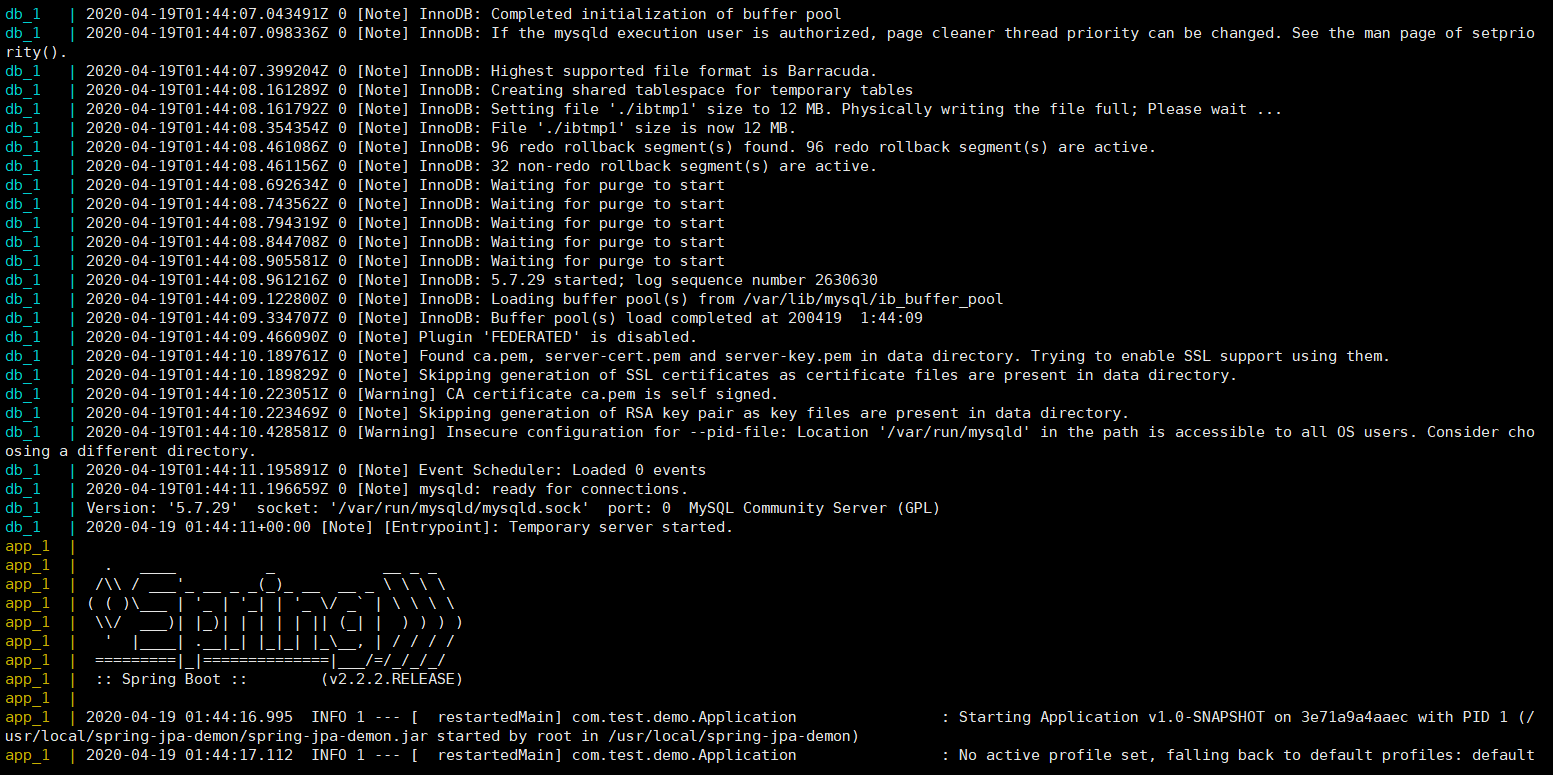 db_1   | 2020-04-19T01:44:07.043491Z 0 [Note] InnoDB: Completed initialization of buffer pool
db_1   | 2020-04-19T01:44:07.098336Z 0 [Note] InnoDB: If the mysqld execution user is authorized, page cleaner thread priority can be changed. See the man page of setprio
rity().
db_1   | 2020-04-19T01:44:07.399204Z 0 [Note] InnoDB: Highest supported file format is Barracuda.
db_1   | 2020-04-19T01:44:08.161289Z 0 [Note] InnoDB: Creating shared tablespace for temporary tables
db_1   | 2020-04-19T01:44:08.161792Z 0 [Note] InnoDB: Setting file './ibtmp1' size to 12 MB. Physically writing the file full; Please wait ...
db_1   | 2020-04-19T01:44:08.354354Z 0 [Note] InnoDB: File './ibtmp1' size is now 12 MB.
db_1   | 2020-04-19T01:44:08.461086Z 0 [Note] InnoDB: 96 redo rollback segment(s) found. 96 redo rollback segment(s) are active.
db_1   | 2020-04-19T01:44:08.461156Z 0 [Note] InnoDB: 32 non-redo rollback segment(s) are active.
db_1   | 2020-04-19T01:44:08.692634Z 0 [Note] InnoDB: Waiting for purge to start
db_1   | 2020-04-19T01:44:08.743562Z 0 [Note] InnoDB: Waiting for purge to start
db_1   | 2020-04-19T01:44:08.794319Z 0 [Note] InnoDB: Waiting for purge to start
db_1   | 2020-04-19T01:44:08.844708Z 0 [Note] InnoDB: Waiting for purge to start
db_1   | 2020-04-19T01:44:08.905581Z 0 [Note] InnoDB: Waiting for purge to start
db_1   | 2020-04-19T01:44:08.961216Z 0 [Note] InnoDB: 5.7.29 started; log sequence number 2630630
db_1   | 2020-04-19T01:44:09.122800Z 0 [Note] InnoDB: Loading buffer pool(s) from /var/lib/mysql/ib_buffer_pool
db_1   | 2020-04-19T01:44:09.334707Z 0 [Note] InnoDB: Buffer pool(s) load completed at 200419  1:44:09
db_1   | 2020-04-19T01:44:09.466090Z 0 [Note] Plugin 'FEDERATED' is disabled.
db_1   | 2020-04-19T01:44:10.189761Z 0 [Note] Found ca.pem, server-cert.pem and server-key.pem in data directory. Trying to enable SSL support using them.
db_1   | 2020-04-19T01:44:10.189829Z 0 [Note] Skipping generation of SSL certificates as certificate files are present in data directory.
db_1   | 2020-04-19T01:44:10.223051Z 0 [Warning] CA certificate ca.pem is self signed.
db_1   | 2020-04-19T01:44:10.223469Z 0 [Note] Skipping generation of RSA key pair as key files are present in data directory.
db_1   | 2020-04-19T01:44:10.428581Z 0 [Warning] Insecure configuration for --pid-file: Location '/var/run/mysqld' in the path is accessible to all OS users. Consider cho
osing a different directory.
db_1   | 2020-04-19T01:44:11.195891Z 0 [Note] Event Scheduler: Loaded 0 events
db_1   | 2020-04-19T01:44:11.196659Z 0 [Note] mysqld: ready for connections.
db_1   | Version: '5.7.29'  socket: '/var/run/mysqld/mysqld.sock'  port: 0  MySQL Community Server (GPL)
db_1   | 2020-04-19 01:44:11+00:00 [Note] [Entrypoint]: Temporary server started.
app_1  |
app_1  |   .   ____          _            __ _ _
app_1  |  /\\ / ___'_ __ _ _(_)_ __  __ _ \ \ \ \
app_1  | ( ( )\___ | '_ | '_| | '_ \/ _` | \ \ \ \
app_1  |  \\/  ___)| |_)| | | | | || (_| |  ) ) ) )
app_1  |   '  |____| .__|_| |_|_| |_\__, | / / / /
app_1  |  =========|_|==============|___/=/_/_/_/
app_1  |  :: Spring Boot ::        (v2.2.2.RELEASE)
app_1  |
app_1  | 2020-04-19 01:44:16.995  INFO 1 --- [  restartedMain] com.test.demo.Application                : Starting Application v1.0-SNAPSHOT on 3e71a9a4aaec with PID 1 (/
usr/local/spring-jpa-demon/spring-jpa-demon.jar started by root in /usr/local/spring-jpa-demon)
app_1  | 2020-04-19 01:44:17.112  INFO 1 --- [  restartedMain] com.test.demo.Application                : No active profile set, falling back to default profiles: default